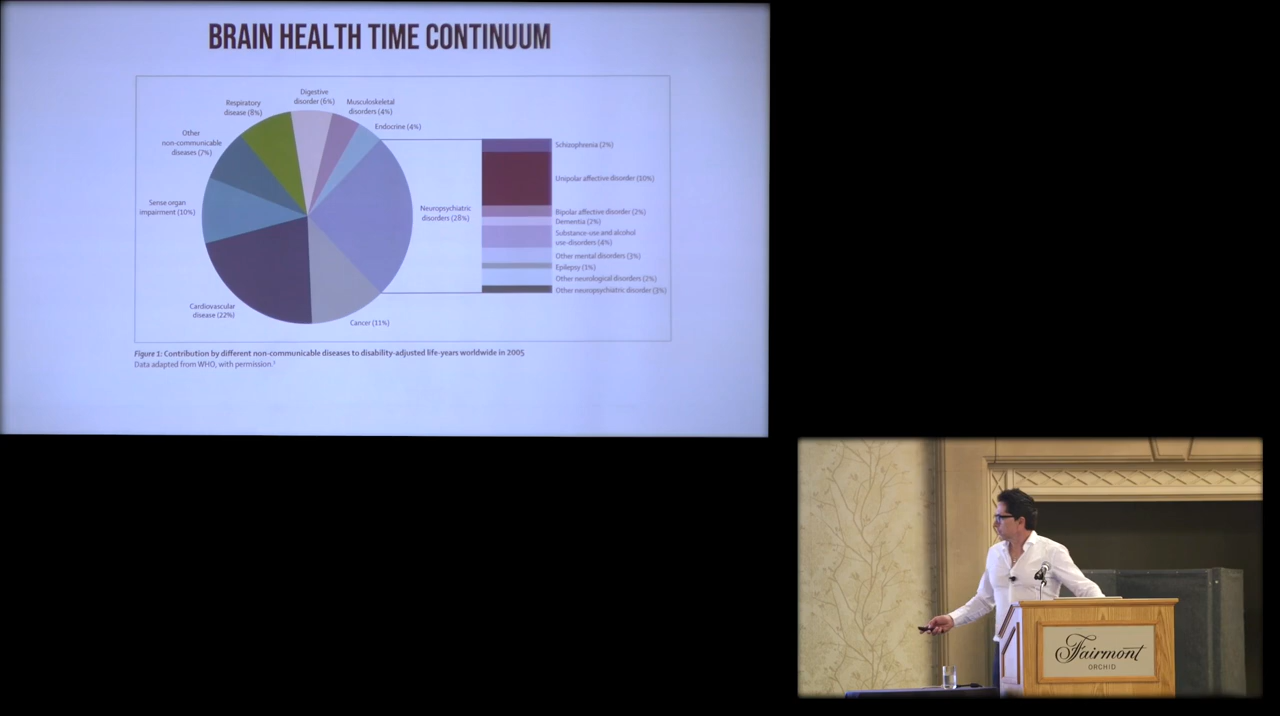 BRAIN HEALTH TIME CONTINUUM
Digestive
disorder (6%)
Musculoskeletal
disorders (4%)
Respiratory
disease (8%)
Endocrine (4%)
Other
non-communicable
diseases (7%)
Sense organ
impairment (10%)
Neuropsychiatric
disorders (28%)
Cardiovascular
disease (22%)
Cancer (11%)
Schizophrenia (2%)
Unipolar affective disorder (10%)
Bipolar affective disorder (2%)
Dementia (2%)
Substance-use and alcohol
use-disorders (4%)
Other mental disorders (3%)
Epilepsy (1%)
Other neurological disorders (2%)
Other neuropsychiatric disorder (3%)
Figure 1: Contribution by different non-communicable diseases to disability-adjusted life-years worldwide in 2005
Data adapted from WHO, with permission.
Fairmont
ORCHID